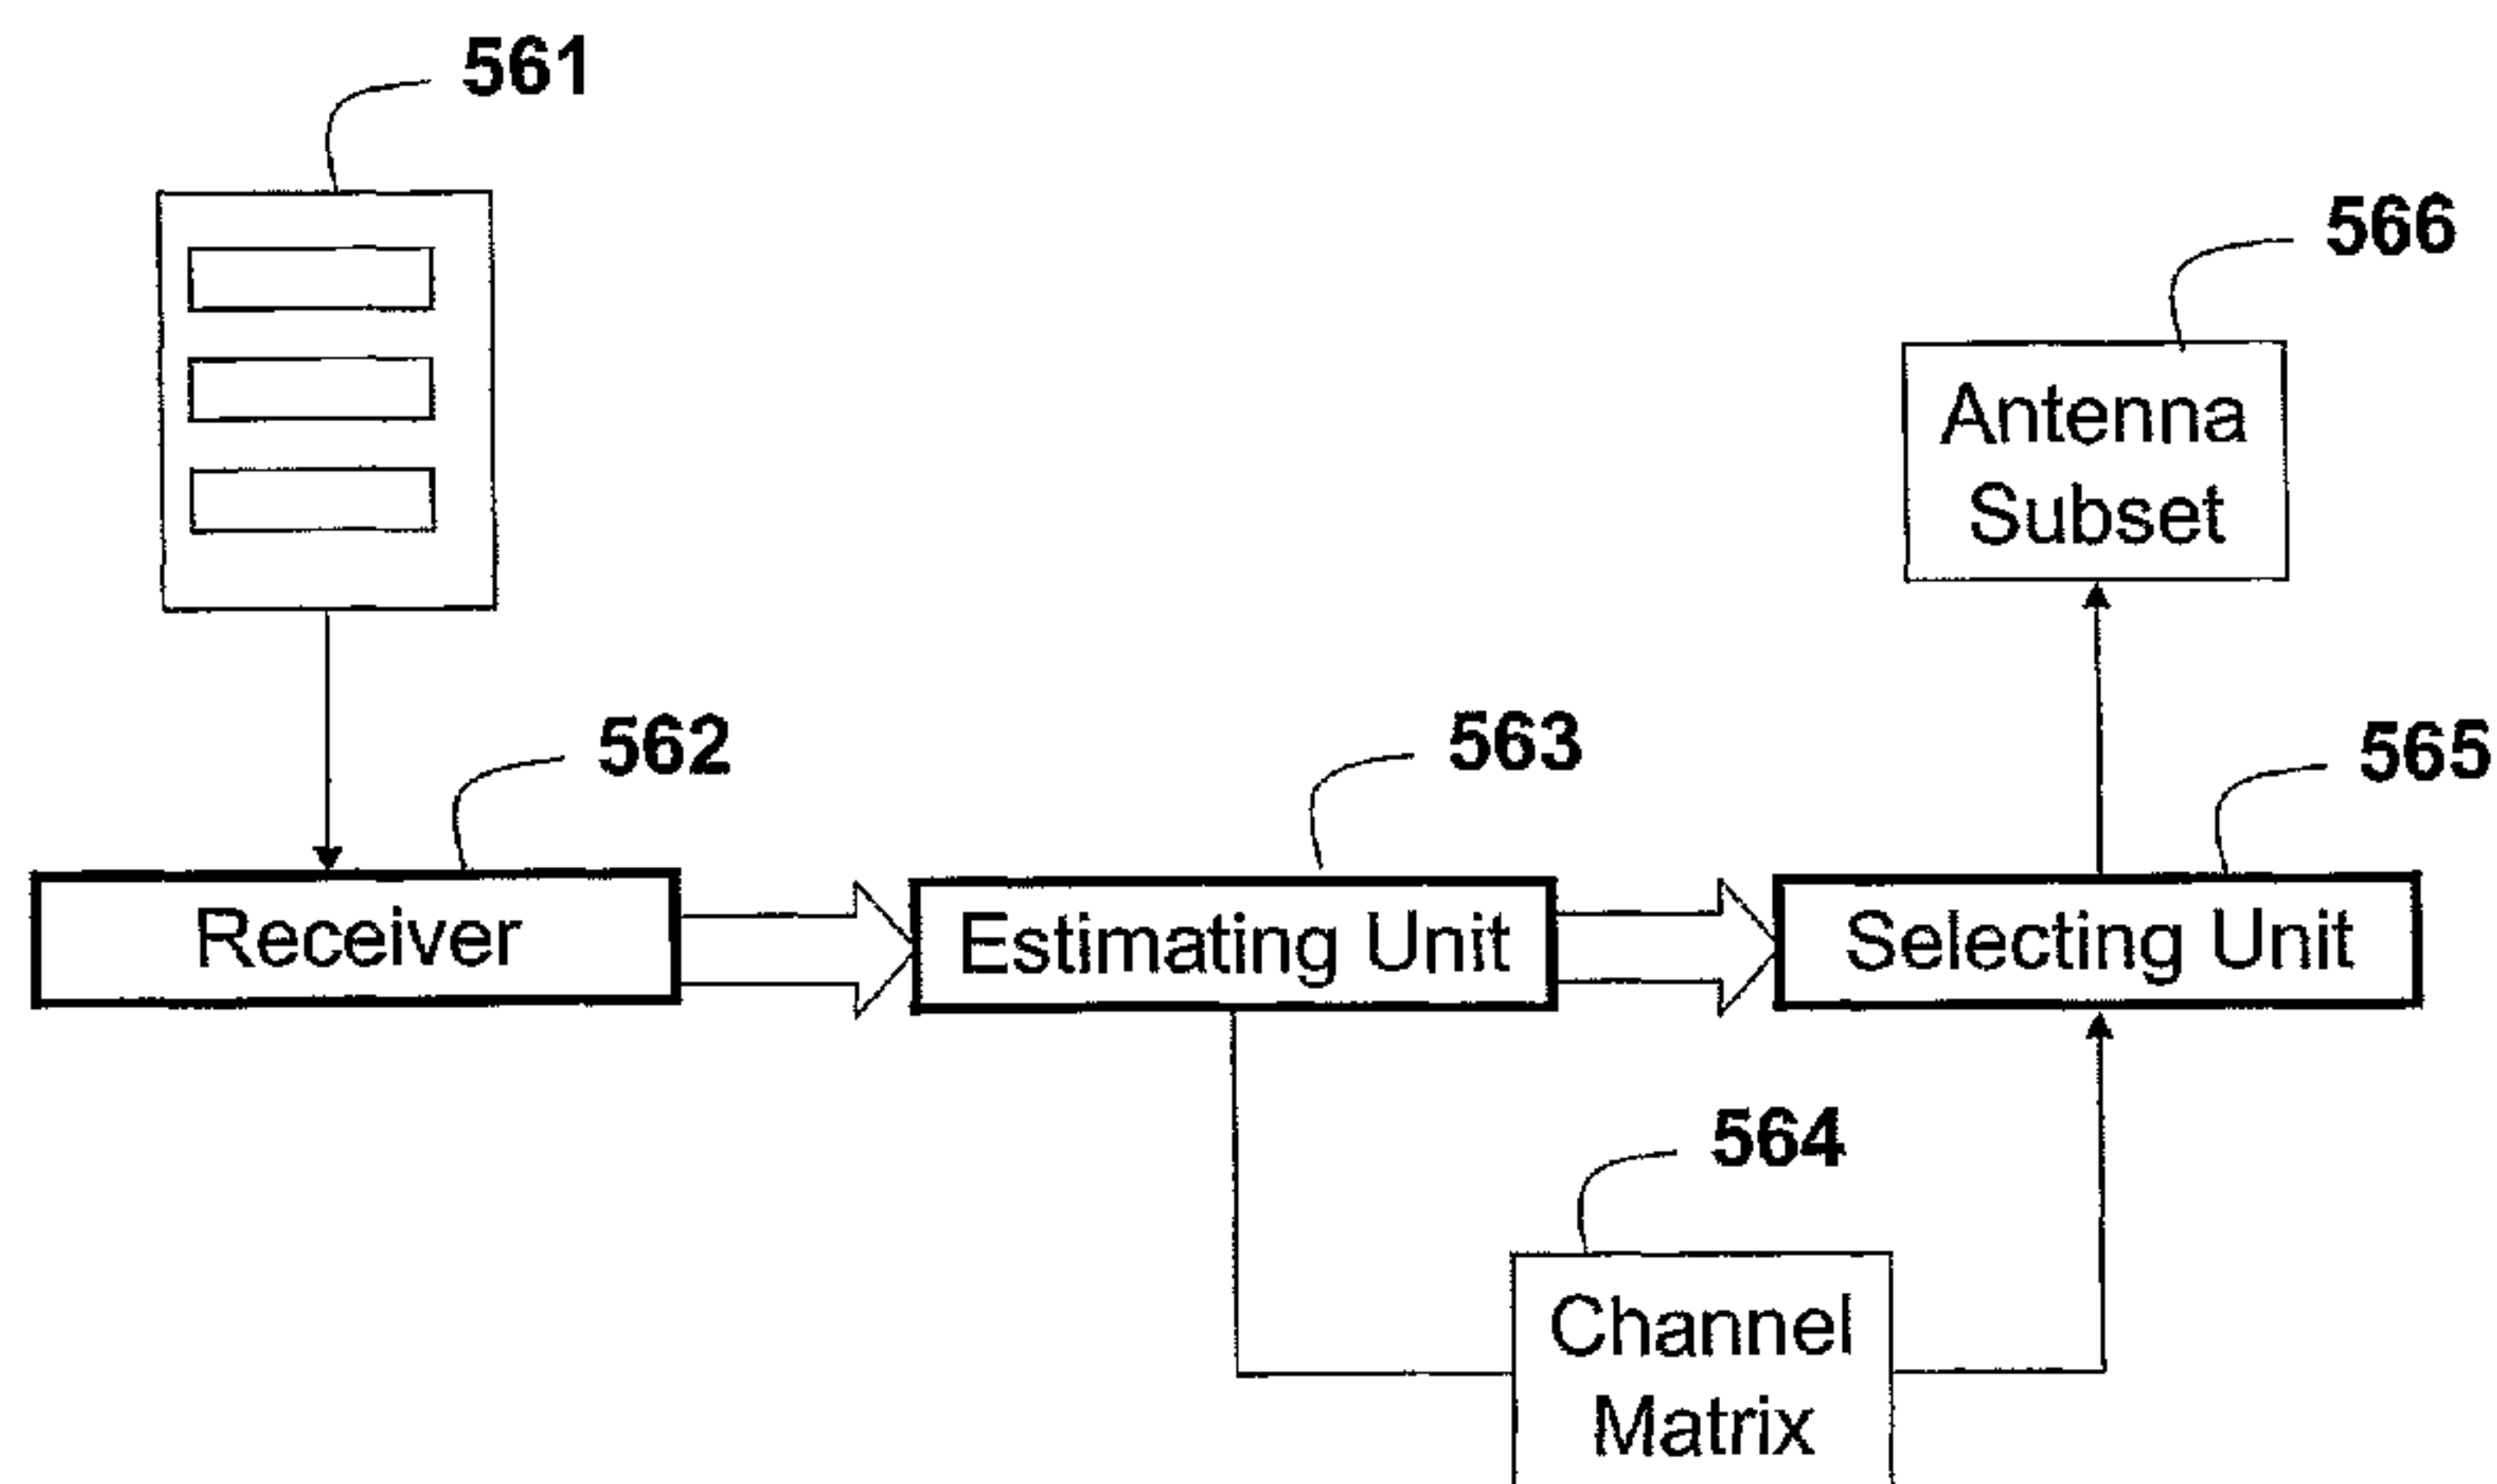 561
566
Antenna
Subset
562
563
565
Receiver
Estimating Unit
Selecting Unit
564
Channel
Matrix